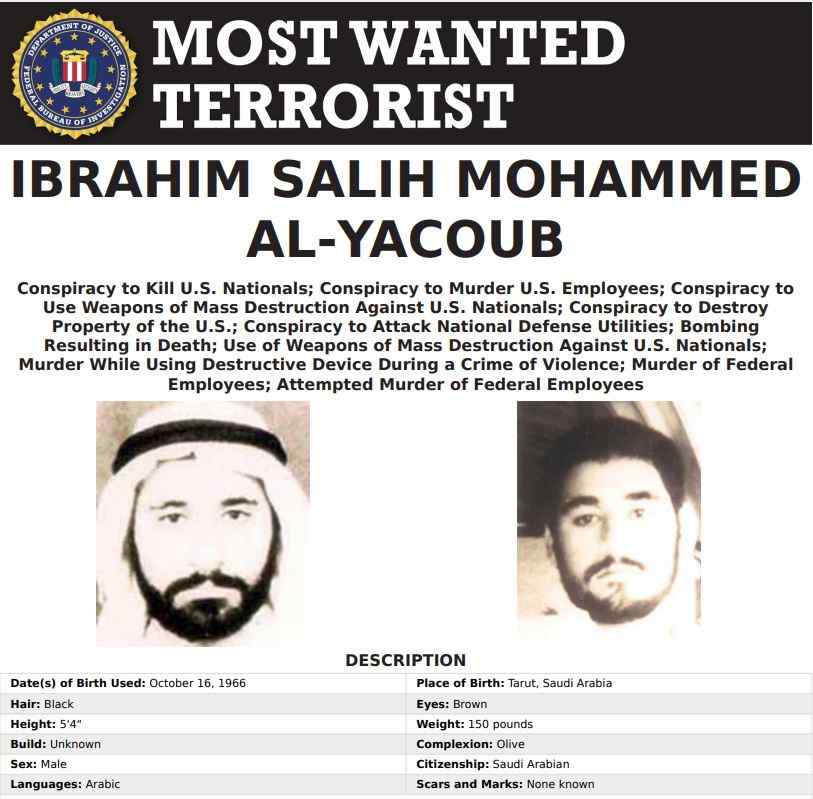 DEPARTMENT OF JUSTICE
FEDERAL BUREAU OF INVESTIGATION
MOST WANTED
TERRORIST
IBRAHIM SALIH MOHAMMED
AL-YACOUB
Conspiracy to Kill U.S. Nationals; Conspiracy to Murder U.S. Employees; Conspiracy to
Use Weapons of Mass Destruction Against U.S. Nationals; Conspiracy to Destroy
Property of the U.S.; Conspiracy to Attack National Defense Utilities; Bombing
Resulting in Death; Use of Weapons of Mass Destruction Against U.S. Nationals;
Murder While Using Destructive Device During a Crime of Violence; Murder of Federal
Employees; Attempted Murder of Federal Employees
DESCRIPTION
Date(s) of Birth Used: October 16, 1966 Place of Birth: Tarut, Saudi Arabia
Hair: Black Eyes: Brown
Height: 5'4" Weight: 150 pounds
Build: Unknown Complexion: Olive
Sex: Male Citizenship: Saudi Arabian
Languages: Arabic Scars and Marks: None known